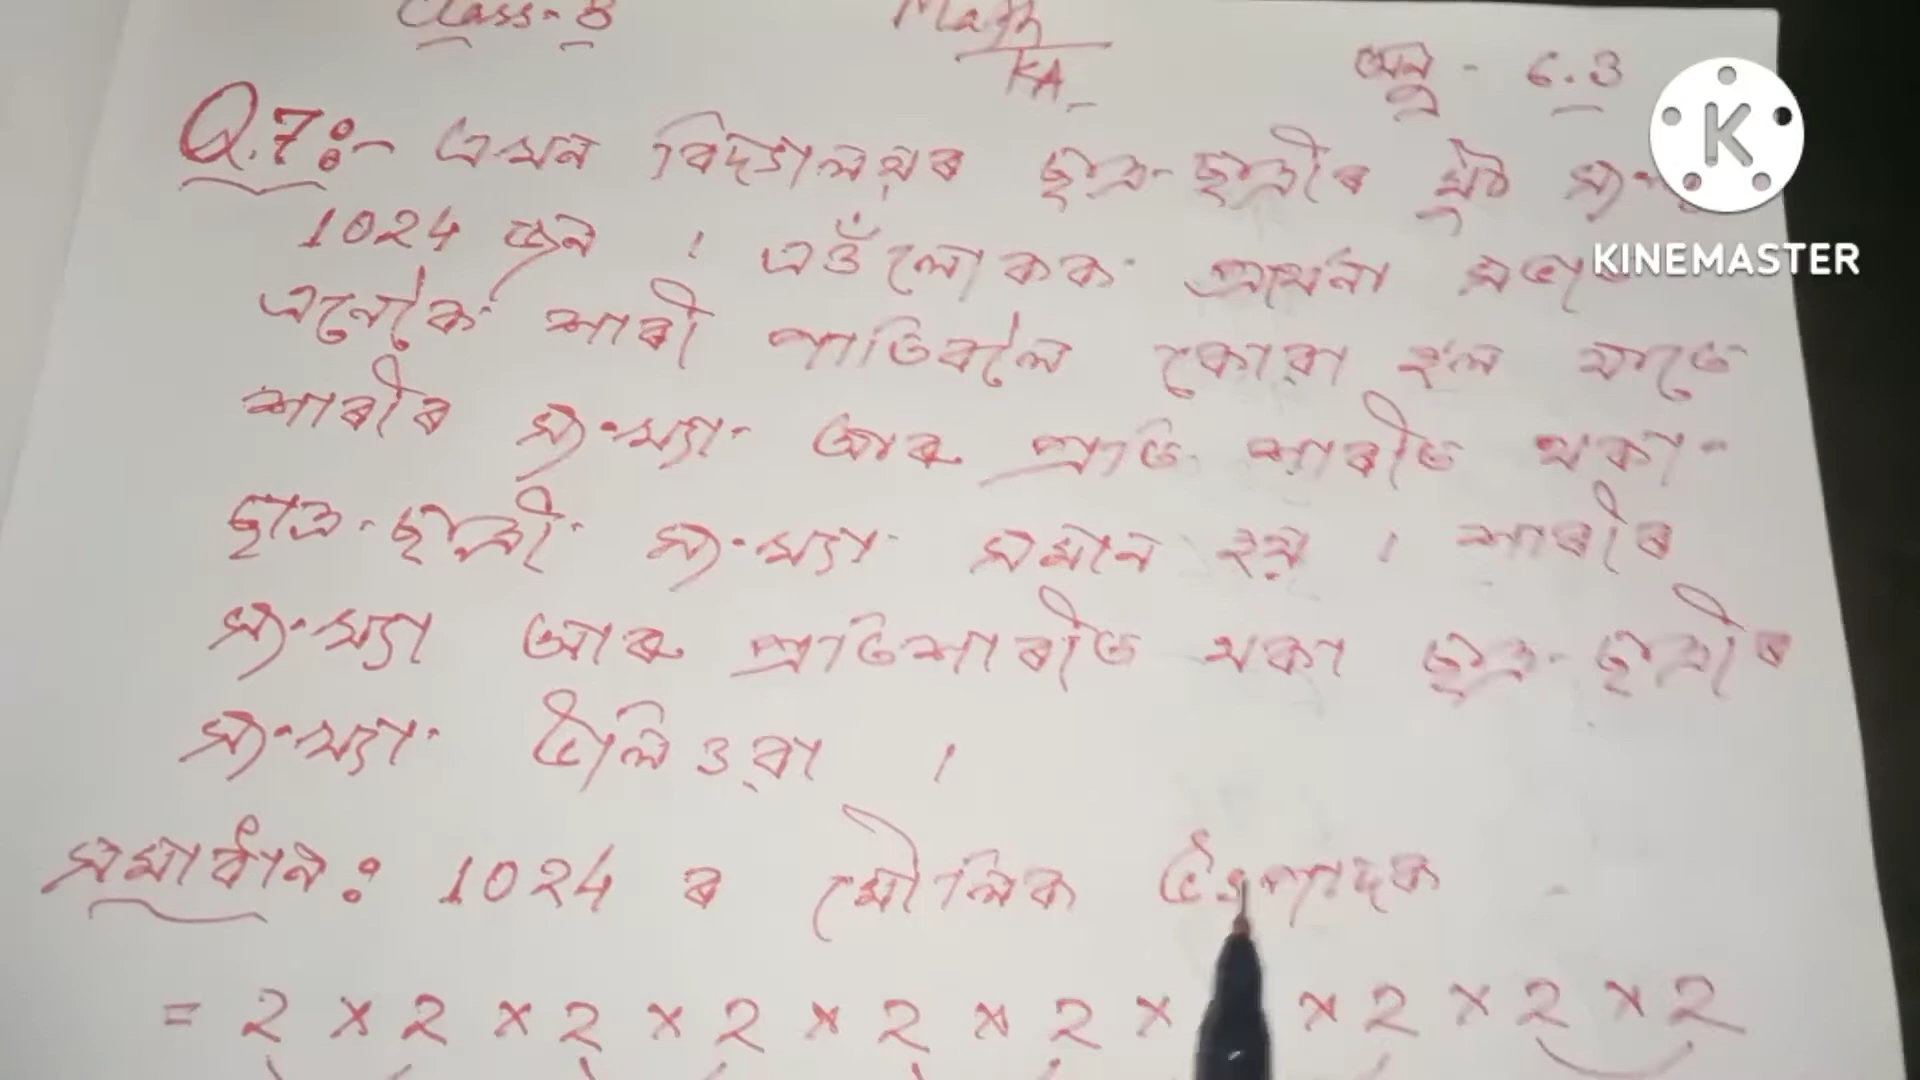 Class- 8
Math
KA
অনু - 6.3
Q.7:- এখন বিদ্যালয়ৰ ছাত্ৰ-ছাত্ৰীৰ মুঠ
1024 জন । এওঁলোকক প্ৰাৰ্থনা
এনেকৈ শাৰী পাতিবলৈ কোৱা হ'ল যাতে
শাৰীৰ সংখ্যা আৰু প্ৰতি শাৰীত থকা
ছাত্ৰ-ছাত্ৰী সংখ্যা সমান হয় । শাৰীৰ
সংখ্যা আৰু প্ৰতিশাৰীত থকা ছাত্ৰ-ছাত্ৰীৰ
সংখ্যা উলিওৱা ।
সমাধান: 1024 ৰ মৌলিক উৎপাদক
= 2 × 2 × 2 × 2 × 2 × 2 × × 2 × 2 × 2
K
KINEMASTER